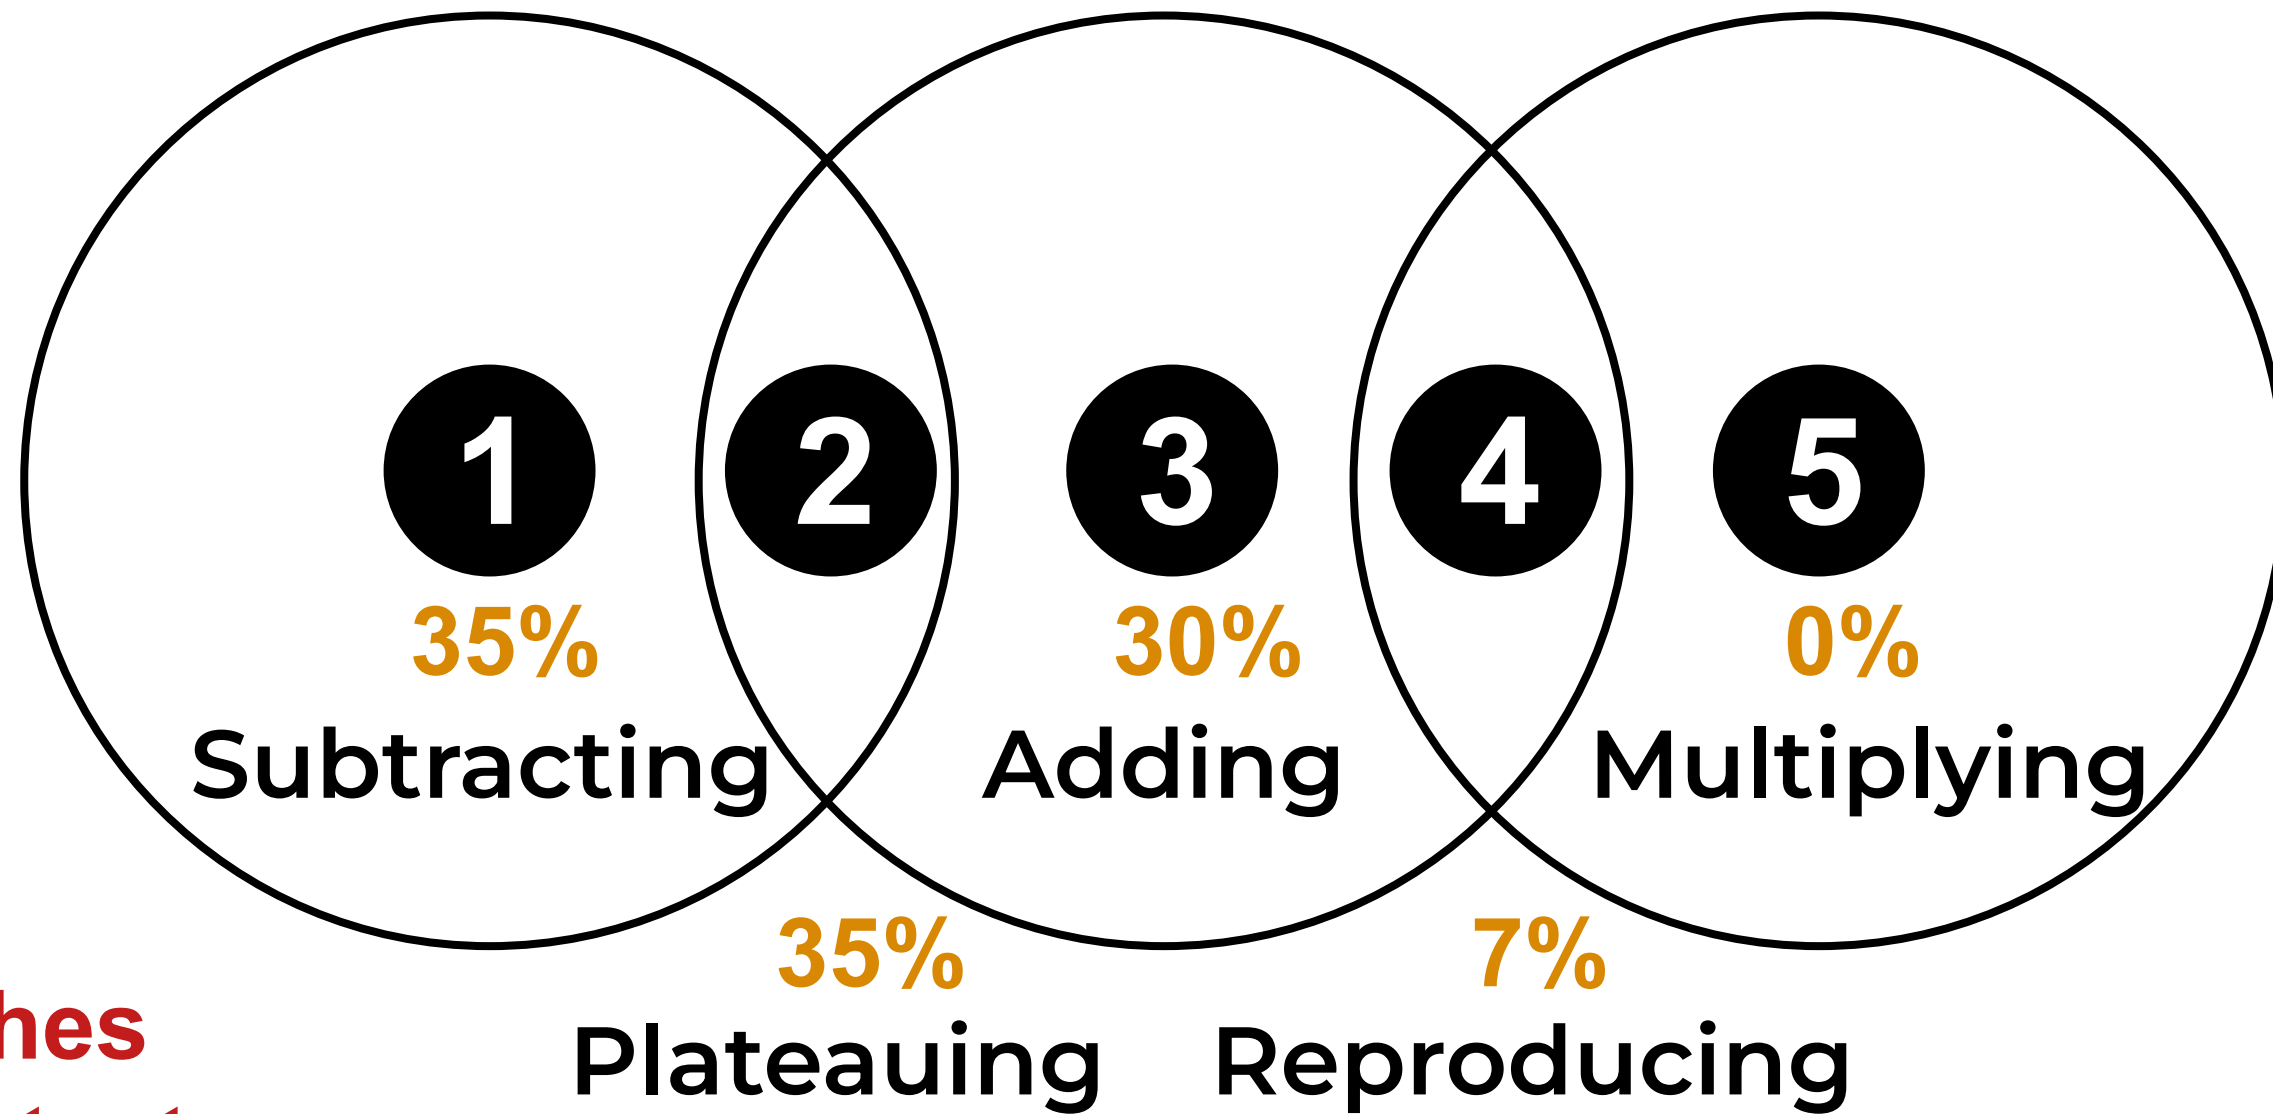 1 2 3 4 5
35% 30% 0%
Subtracting Adding Multiplying
35% 7%
hes
Plateauing Reproducing